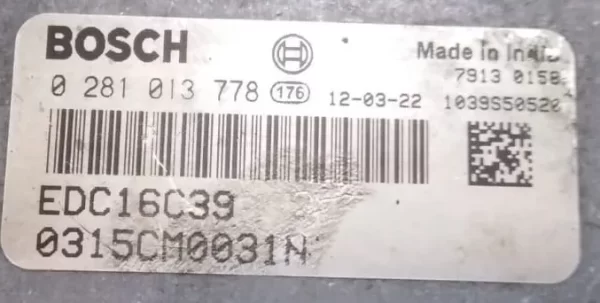 BOSCH
Made in India
7913 0158
0 281 013 778 176 12-03-22 1039S50520
EDC16C39
0315CM0031N